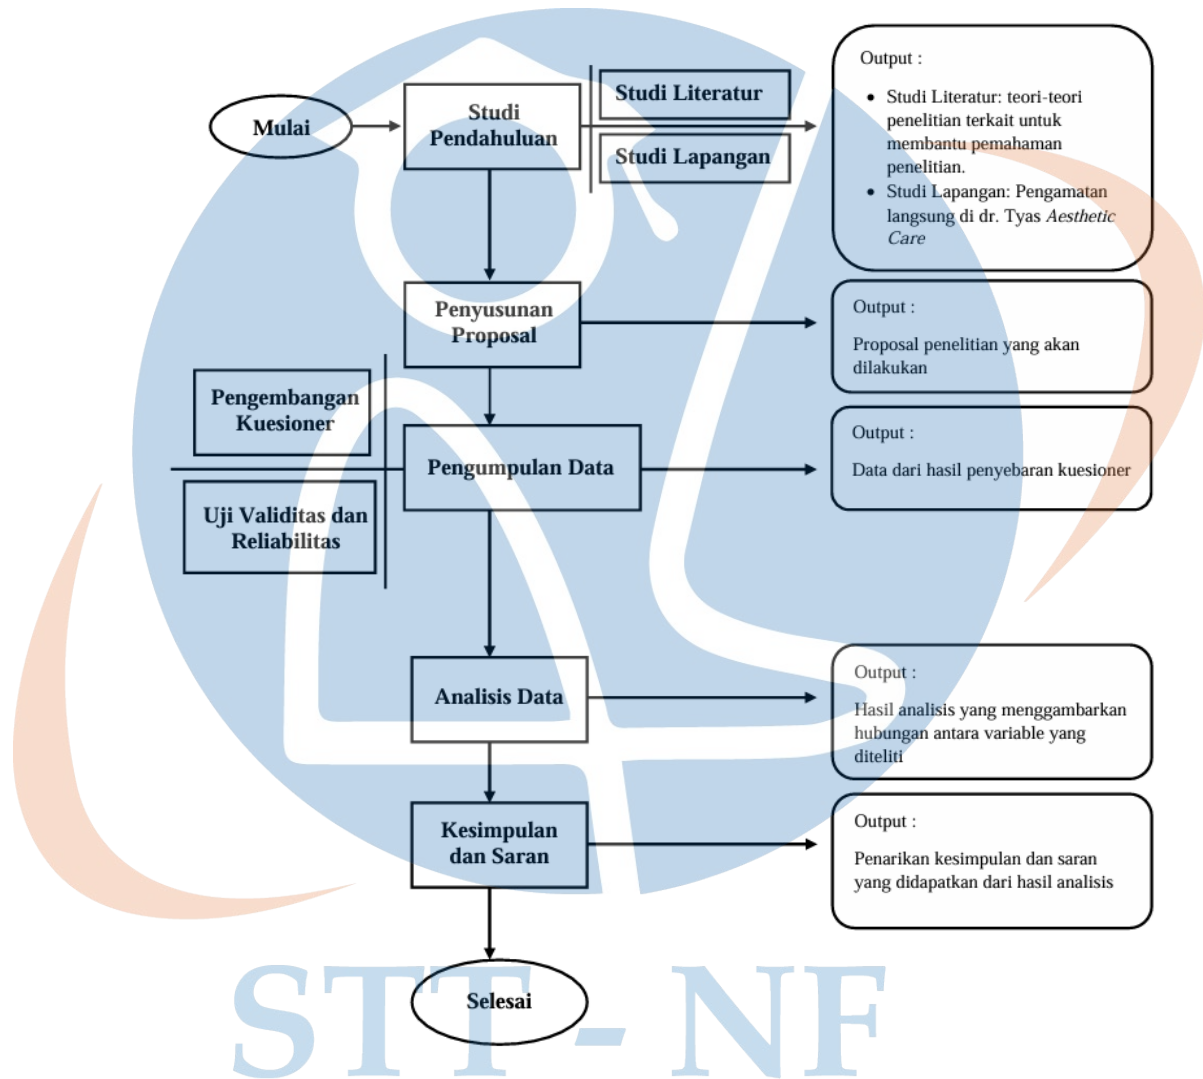 Mulai
Studi
Pendahuluan
Studi Literatur
Studi Lapangan
Output :
• Studi Literatur: teori-teori
penelitian terkait untuk
membantu pemahaman
penelitian.
• Studi Lapangan: Pengamatan
langsung di dr. Tyas Aesthetic
Care
Penyusunan
Proposal
Output :
Proposal penelitian yang akan
dilakukan
Pengembangan
Kuesioner
Uji Validitas dan
Reliabilitas
Pengumpulan Data
Output :
Data dari hasil penyebaran kuesioner
Analisis Data
Output :
Hasil analisis yang menggambarkan
hubungan antara variable yang
diteliti
Kesimpulan
dan Saran
Output :
Penarikan kesimpulan dan saran
yang didapatkan dari hasil analisis
Selesai
STT - NF